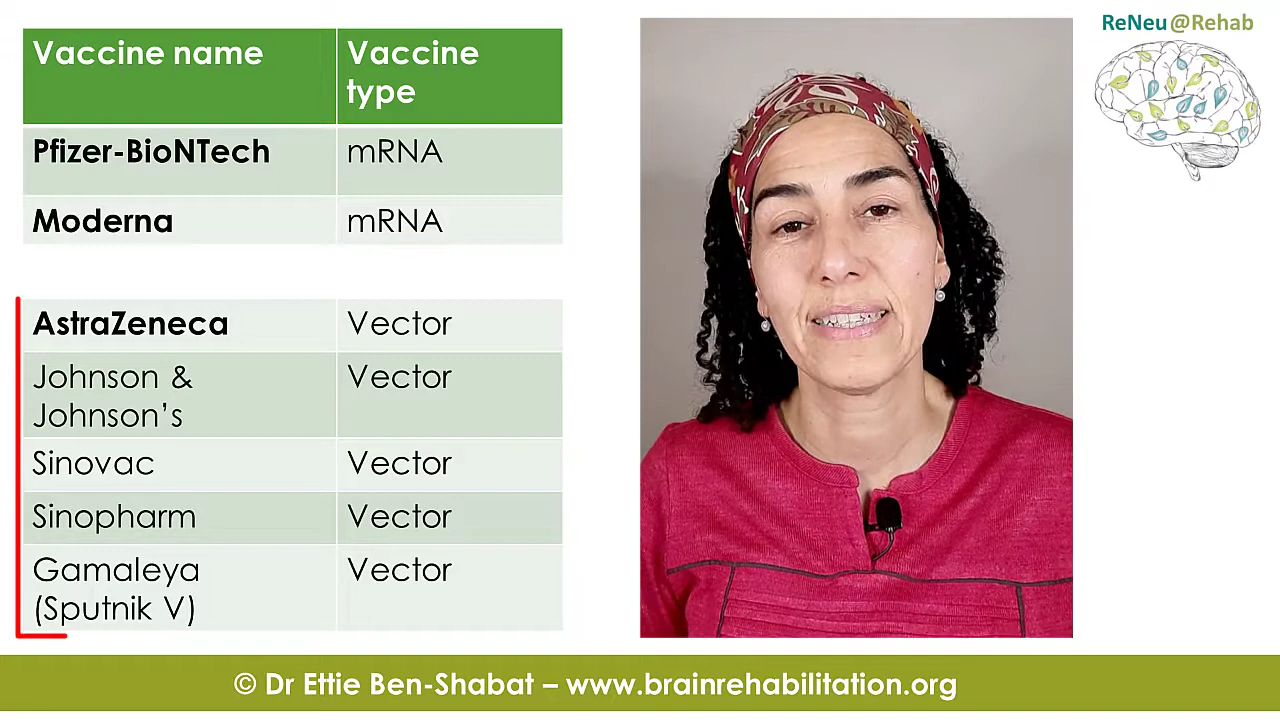 Vaccine name Vaccine
type
Pfizer-BioNTech mRNA
Moderna mRNA
AstraZeneca Vector
Johnson & Vector
Johnson’s
Sinovac Vector
Sinopharm Vector
Gamaleya Vector
(Sputnik V)
ReNeu@Rehab
© Dr Ettie Ben-Shabat – www.brainrehabilitation.org